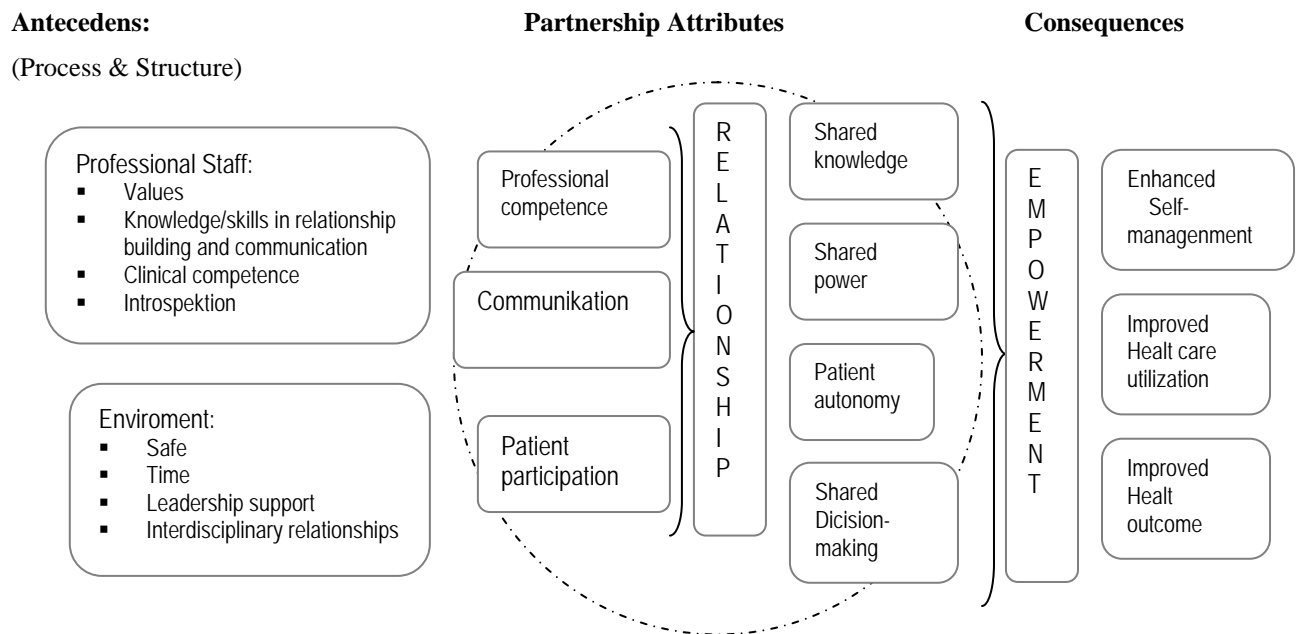 Antecedens:
Partnership Attributes
Consequences
(Process & Structure)
Professional Staff:
▪ Values
▪ Knowledge/skills in relationship
building and communication
▪ Clinical competence
▪ Introspektion
Enviroment:
▪ Safe
▪ Time
▪ Leadership support
▪ Interdisciplinary relationships
Professional
competence
Communikation
Patient
participation
R
E
L
A
T
I
O
N
S
H
I
P
Shared
knowledge
Shared
power
Patient
autonomy
Shared
Dicision-
making
E
M
P
O
W
E
R
M
E
N
T
Enhanced
Self-
managenment
Improved
Healt care
utilization
Improved
Healt
outcome